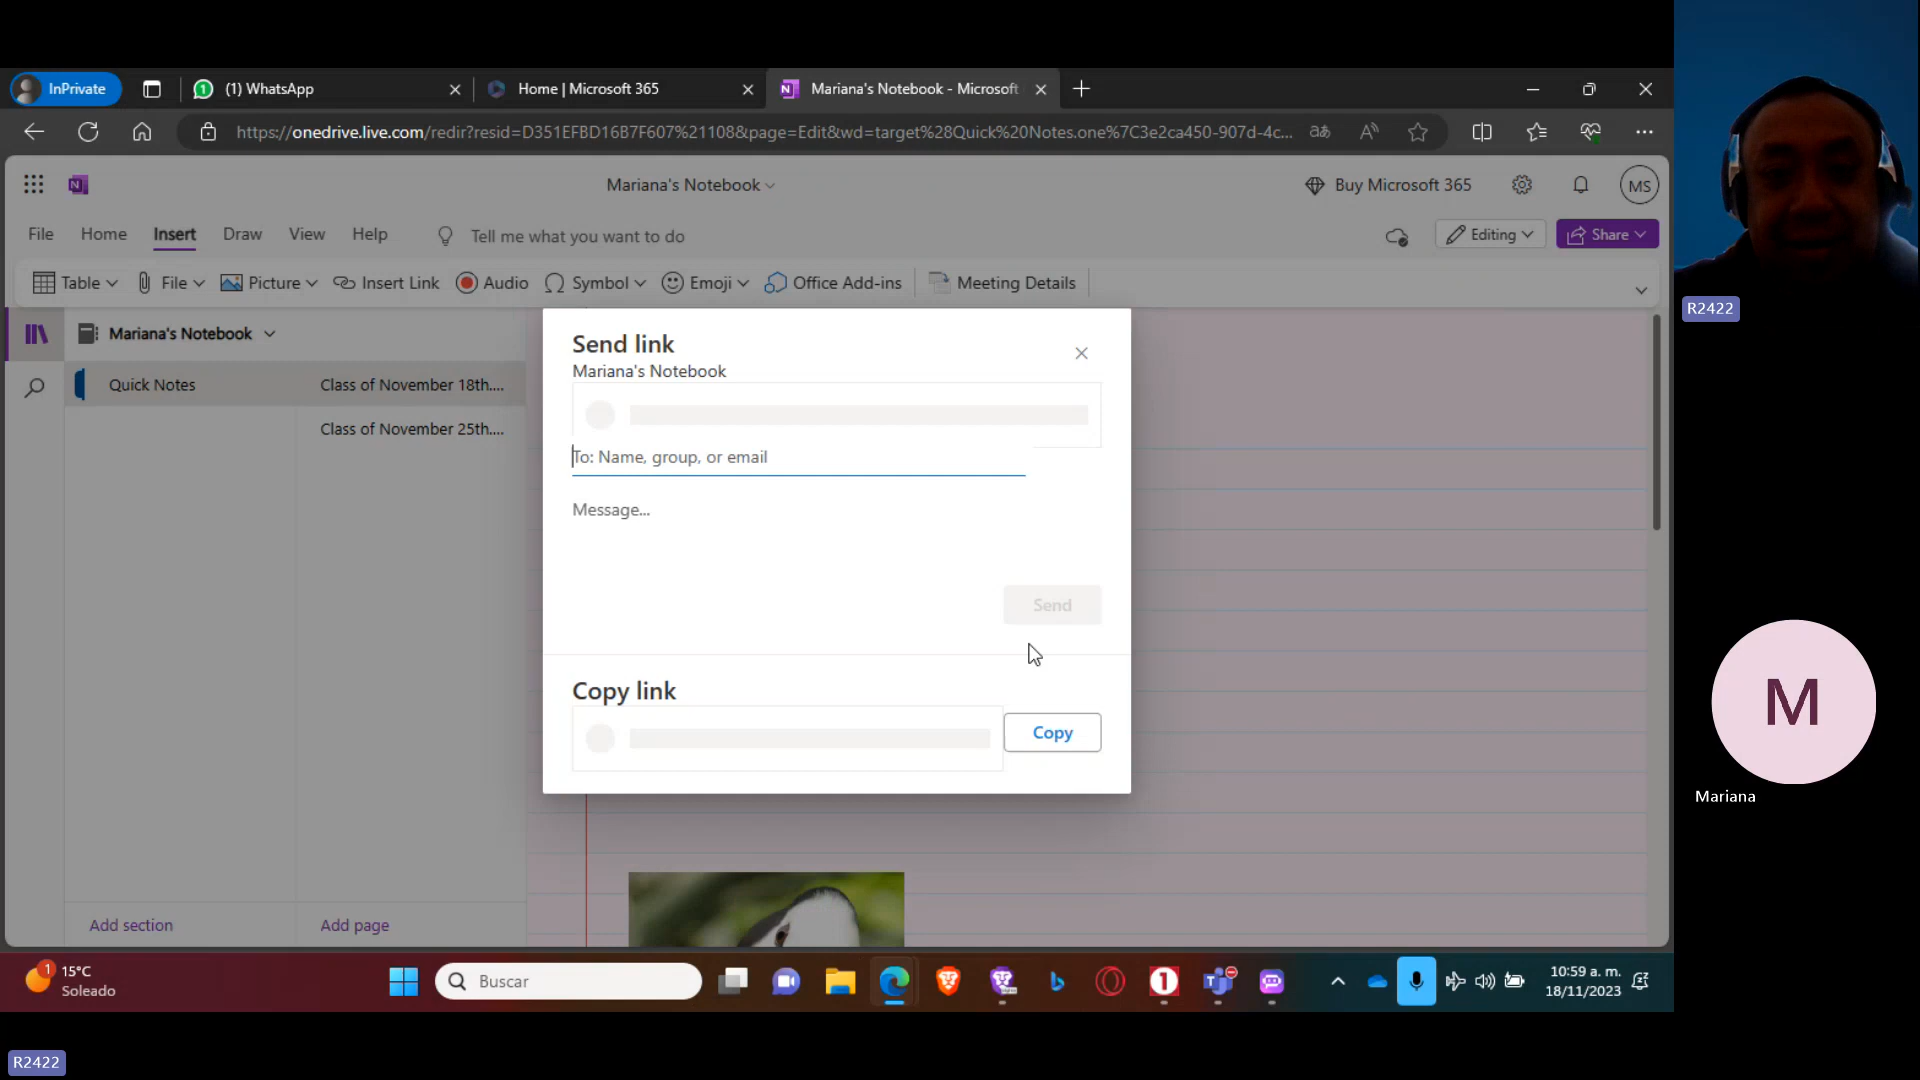 InPrivate
(1) WhatsApp
Home | Microsoft 365
Mariana's Notebook - Microsoft
https://onedrive.live.com/redir?resid=D351EFBD16B7F607%21108&page=Edit&wd=target%28Quick%20Notes.one%7C3e2ca450-907d-4c...
Mariana's Notebook
Buy Microsoft 365
MS
File
Home
Insert
Draw
View
Help
Tell me what you want to do
Editing
Share
Table
File
Picture
Insert Link
Audio
Symbol
Emoji
Office Add-ins
Meeting Details
Mariana's Notebook
Quick Notes
Class of November 18th....
Class of November 25th....
Add section
Add page
Send link
Mariana's Notebook
To: Name, group, or email
Message...
Send
Copy link
Copy
1
15°C
Soleado
Buscar
10:59 a. m.
18/11/2023
R2422
M
Mariana
R2422